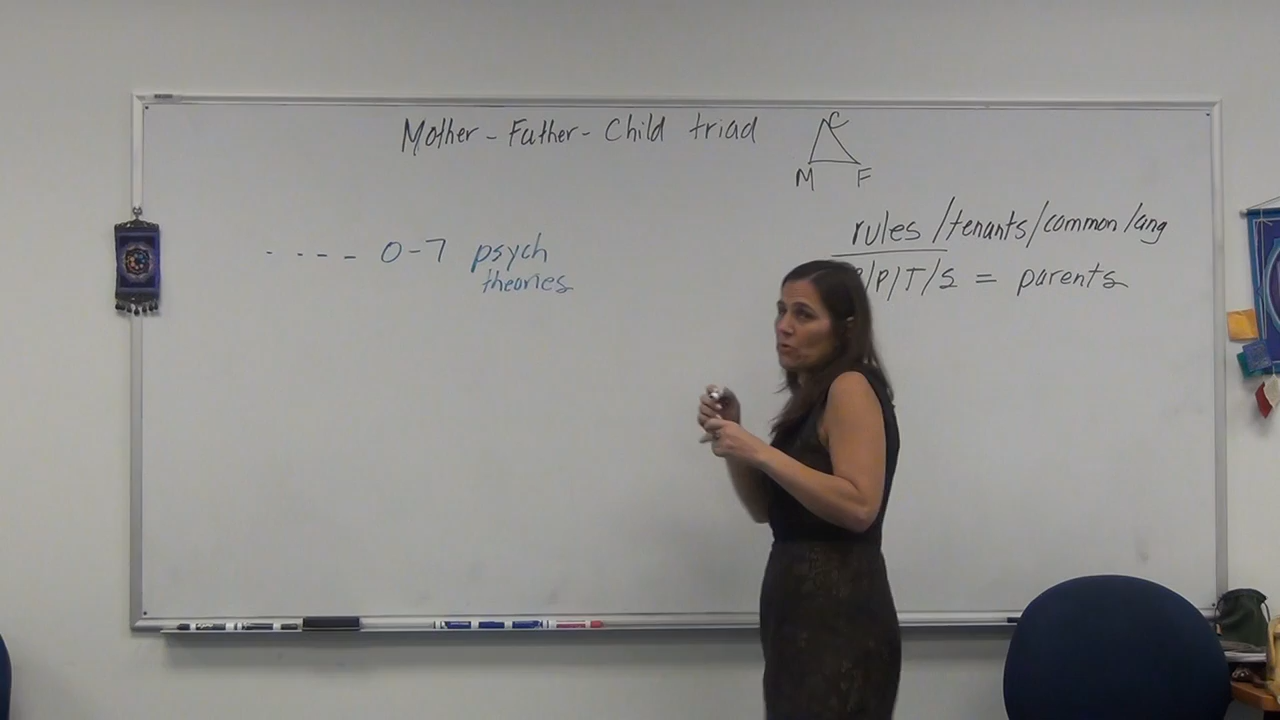 Mother - Father - Child triad
C
M F
rules /tenants/common/lang
/P/T/S = parents
- - - - 0-7 psych
theories